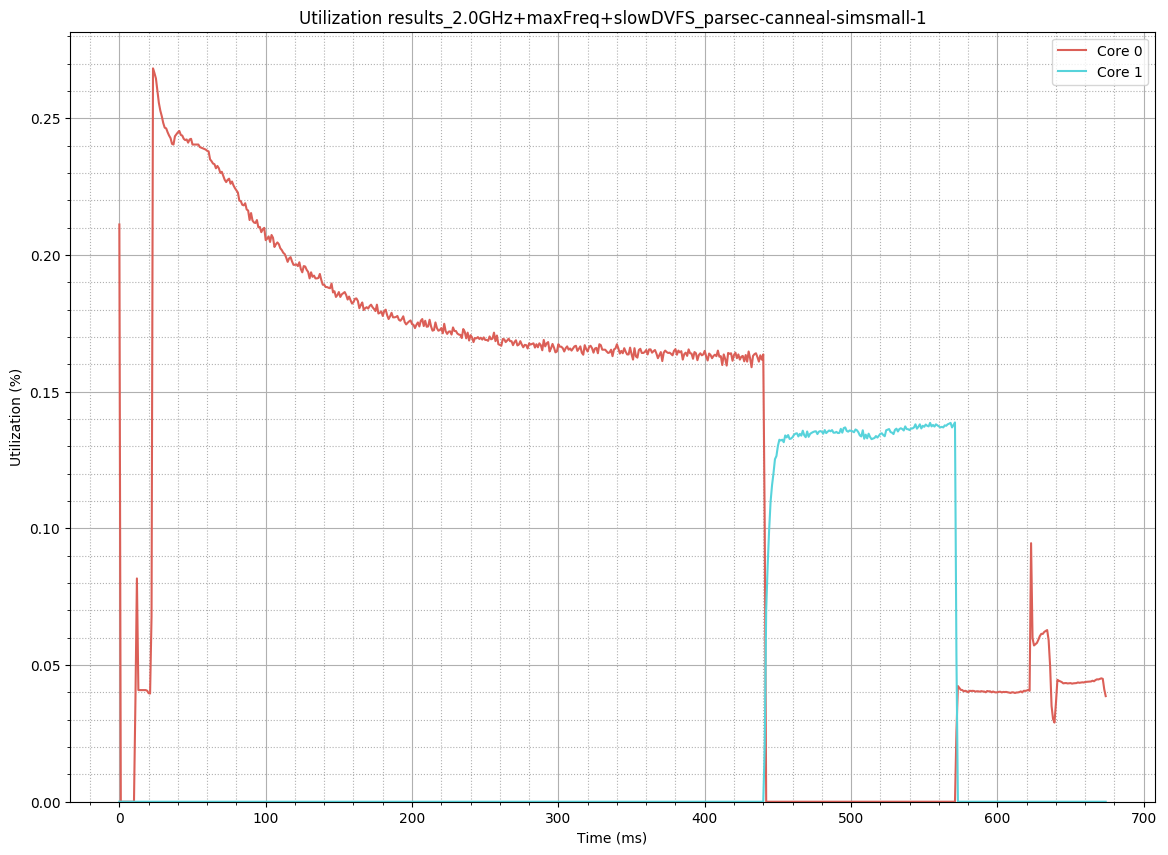 Utilization results_2.0GHz+maxFreq+slowDVFS_parsec-canneal-simsmall-1
Core 0
Core 1
Utilization (%)
0.25
0.20
0.15
0.10
0.05
0.00
0 100 200 300 400 500 600 700
Time (ms)